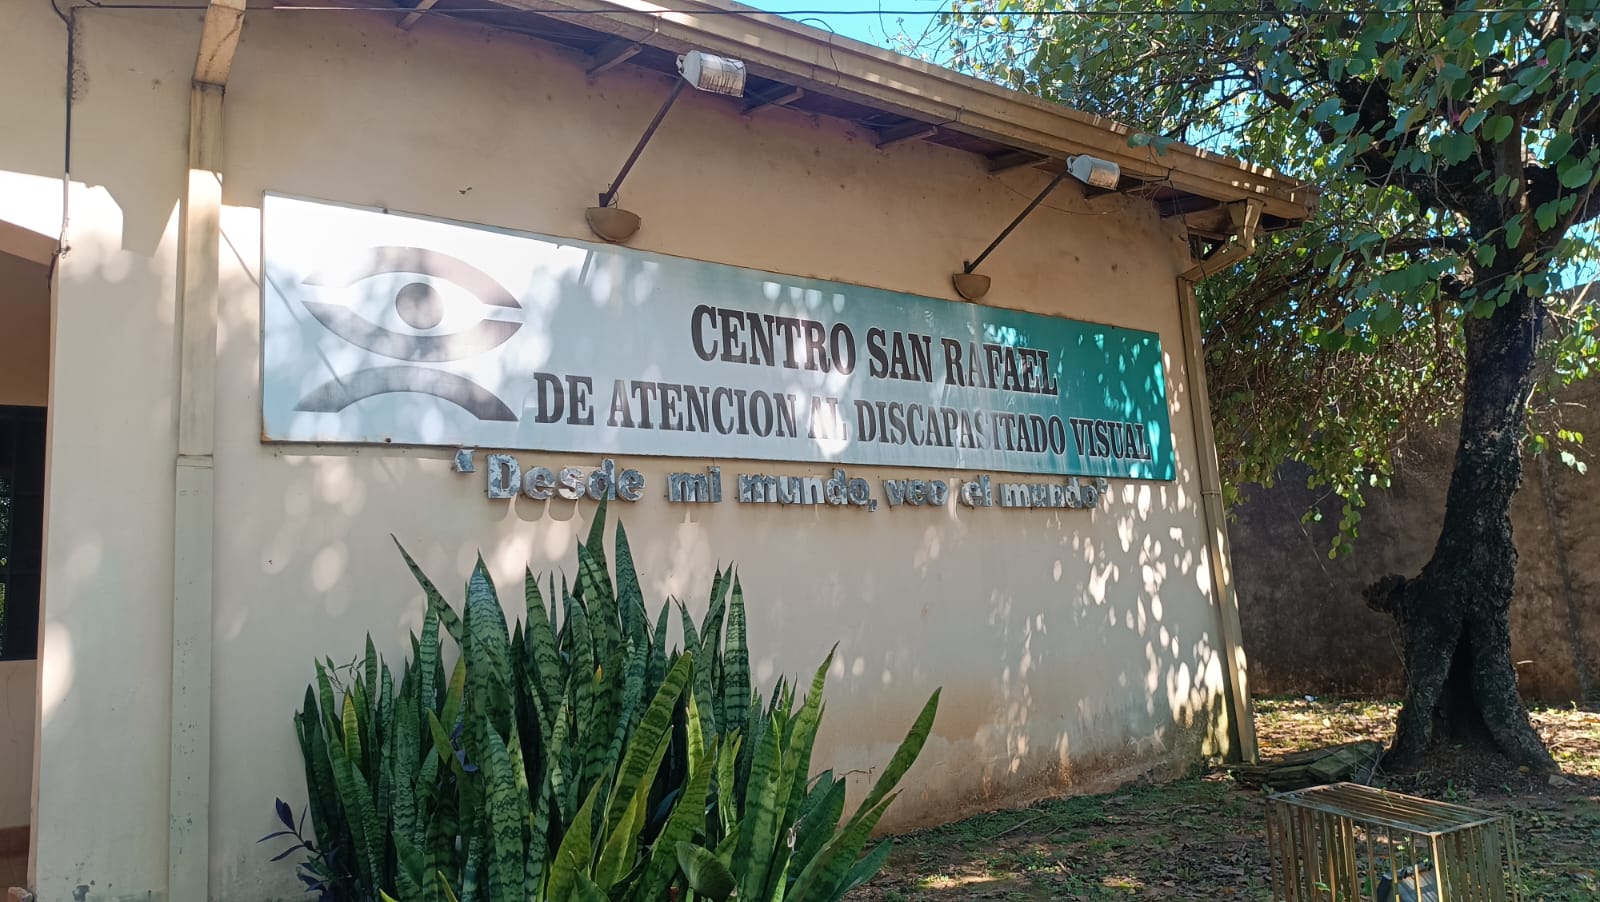 CENTRO SAN RAFAEL
DE ATENCION AL DISCAPASITADO VISUAL
“Desde mi mundo, veo el mundo”